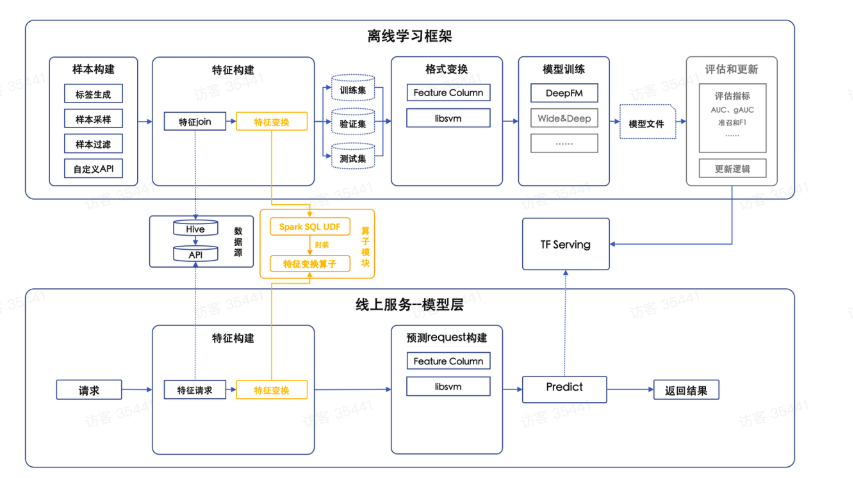 离线学习框架
样本构建
标签生成
样本采样
样本过滤
自定义API
特征构建
特征join
特征变换
训练集
验证集
测试集
格式变换
Feature Column
libsvm
模型训练
DeepFM
Wide&Deep
……
模型文件
评估和更新
评估指标
AUC、gAUC
准召和F1
……
更新逻辑
Hive
API
数据源
Spark SQL UDF
封装
特征变换算子
算子模块
TF Serving
线上服务--模型层
请求
特征构建
特征请求
特征变换
预测request构建
Feature Column
libsvm
Predict
返回结果
访客 35441